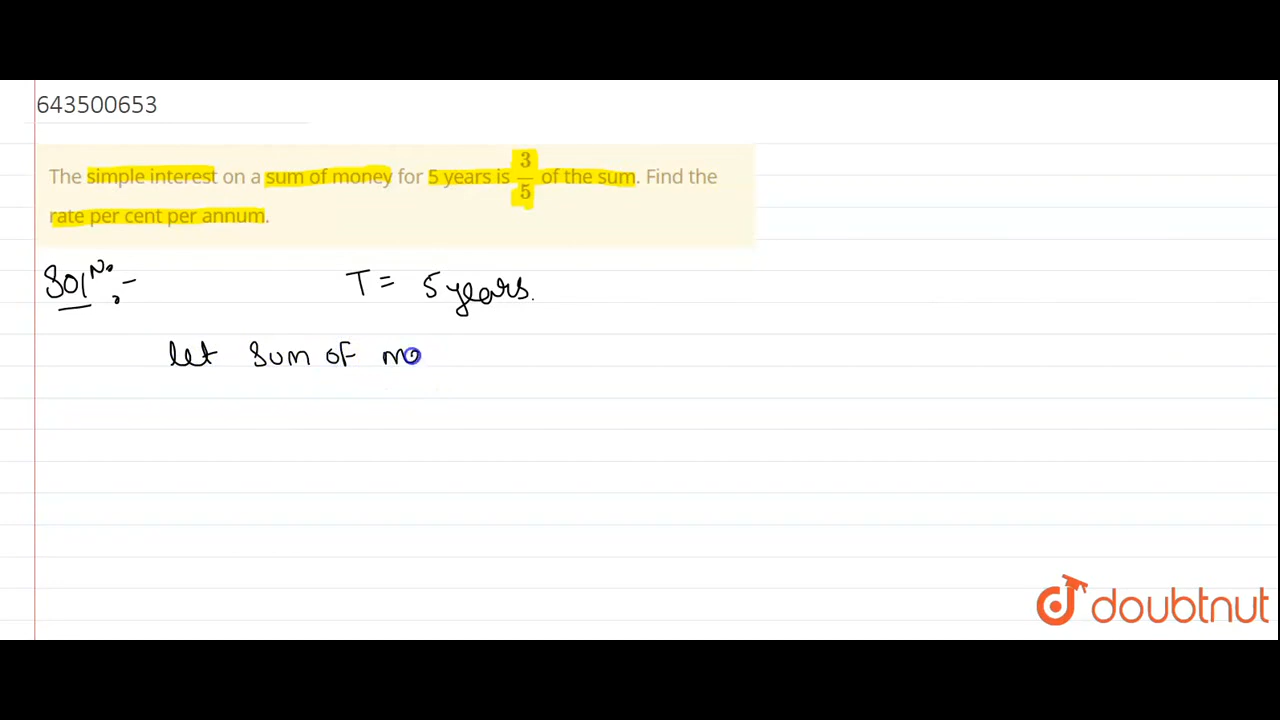 643500653
The simple interest on a sum of money for 5 years is 3/5 of the sum. Find the
rate per cent per annum.
Solⁿ:- T = 5 years.
let sum of mo
doubtnut